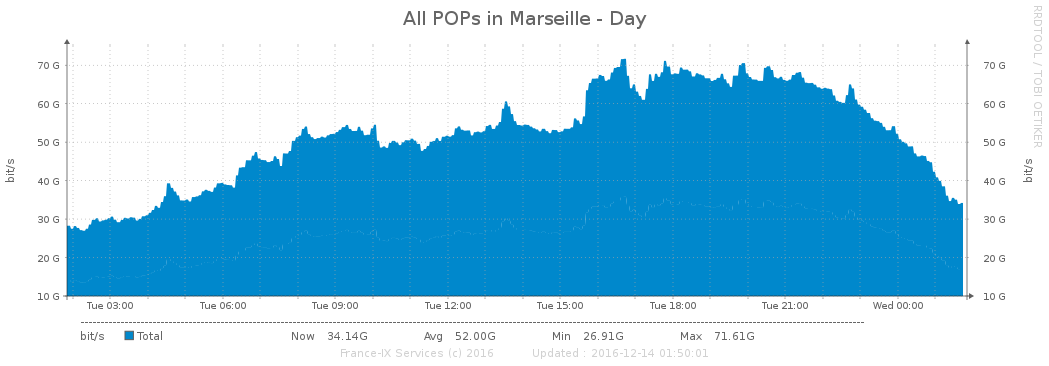 All POPs in Marseille - Day
RRDTOOL / TOBI OETIKER
70 G 70 G
60 G 60 G
50 G 50 G
40 G 40 G
30 G 30 G
20 G 20 G
10 G 10 G
bit/s bit/s
Tue 03:00 Tue 06:00 Tue 09:00 Tue 12:00 Tue 15:00 Tue 18:00 Tue 21:00 Wed 00:00
bit/s Total Now 34.14G Avg 52.00G Min 26.91G Max 71.61G
France-IX Services (c) 2016 Updated : 2016-12-14 01:50:01